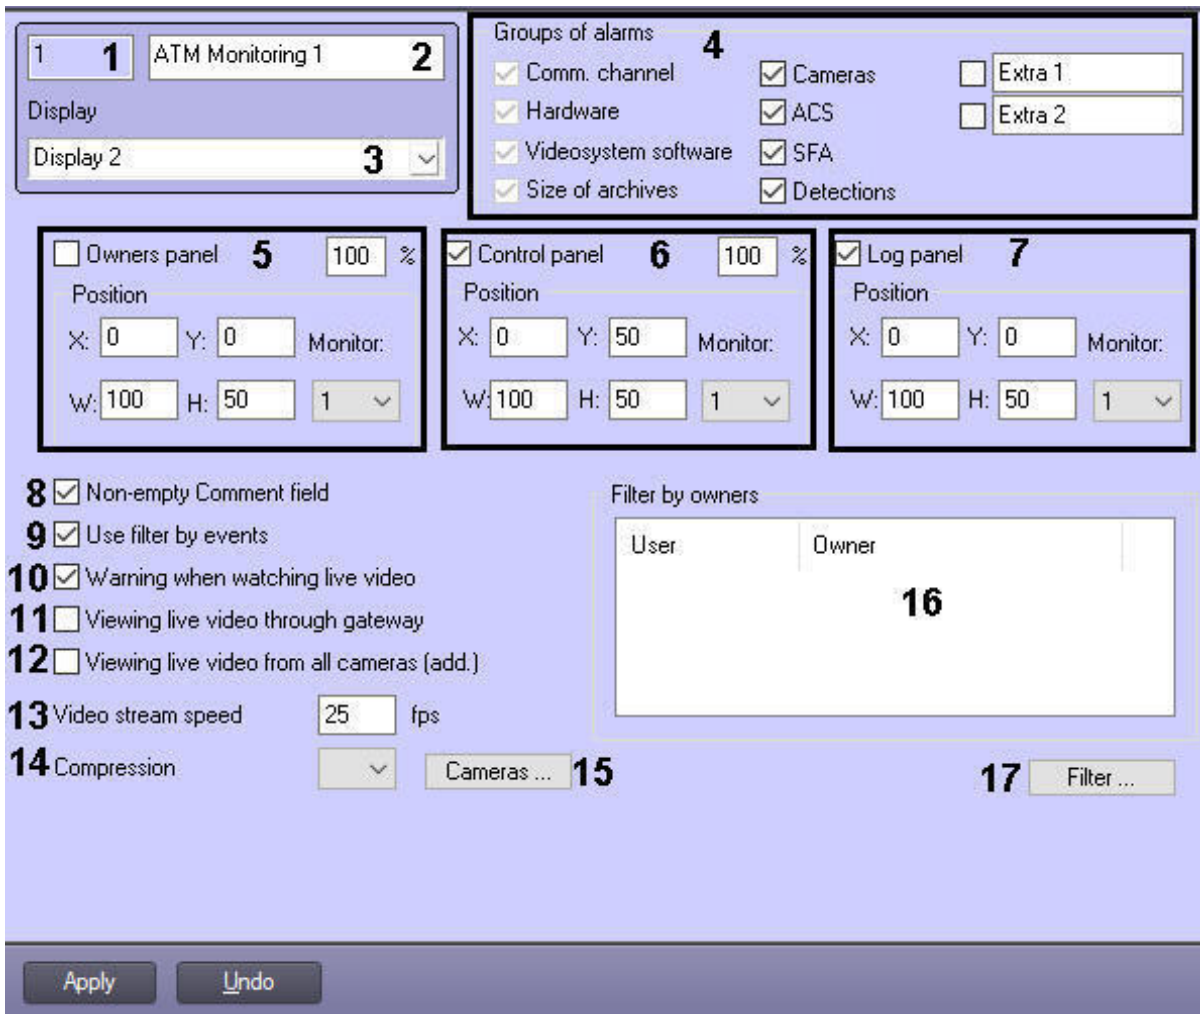 1 1 ATM Monitoring 1 2
Display
Display 2 3
Groups of alarms 4
Comm. channel Cameras Extra 1
Hardware ACS Extra 2
Videosystem software SFA
Size of archives Detections
Owners panel 5 100 %
Position
X: 0 Y: 0 Monitor:
W: 100 H: 50 1
Control panel 6 100 %
Position
X: 0 Y: 50 Monitor:
W: 100 H: 50 1
Log panel 7
Position
X: 0 Y: 0 Monitor:
W: 100 H: 50 1
8 Non-empty Comment field
9 Use filter by events
10 Warning when watching live video
11 Viewing live video through gateway
12 Viewing live video from all cameras (add.)
13 Video stream speed 25 fps
14 Compression Cameras ... 15
Filter by owners
User Owner
16
17 Filter ...
Apply Undo